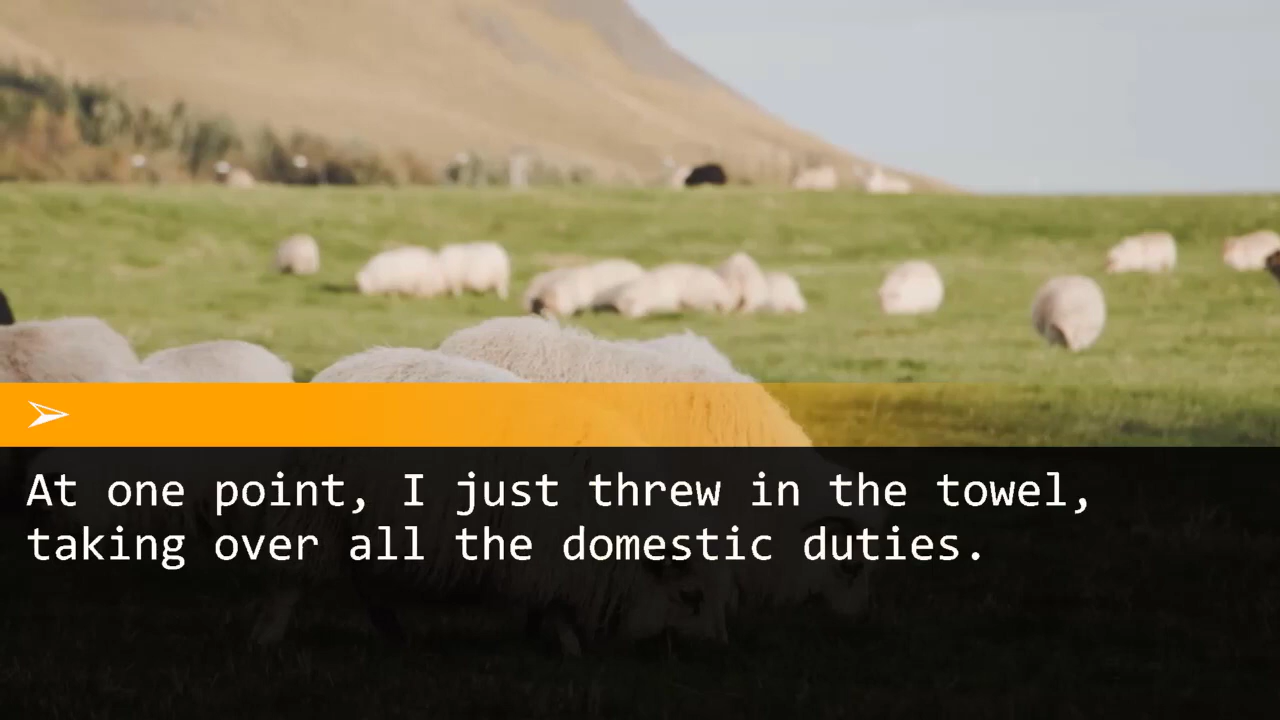 At one point, I just threw in the towel,
taking over all the domestic duties.